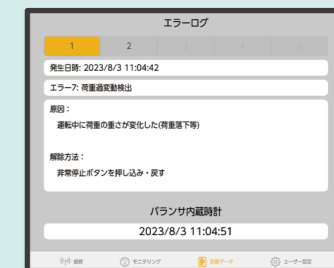 エラーログ
1 2 3 4 5
発生日時: 2023/8/3 11:04:42
エラー7: 荷重過変動検出
原因：
運転中に荷重の重さが変化した(荷重落下等)
解除方法：
非常停止ボタンを押し込み・戻す
バランサ内蔵時計
2023/8/3 11:04:51
接続 モニタリング 診断データ ユーザー設定